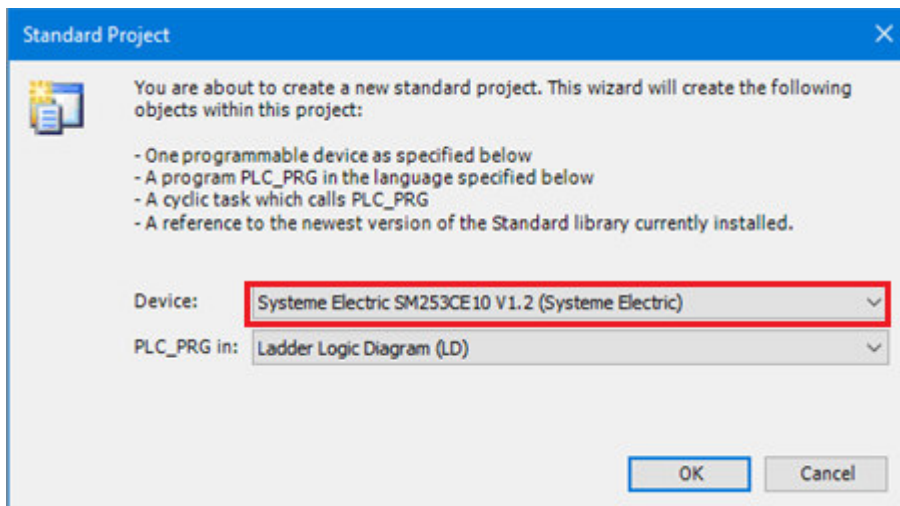 Standard Project
You are about to create a new standard project. This wizard will create the following
objects within this project:
- One programmable device as specified below
- A program PLC_PRG in the language specified below
- A cyclic task which calls PLC_PRG
- A reference to the newest version of the Standard library currently installed.
Device: Systeme Electric SM253CE10 V1.2 (Systeme Electric)
PLC_PRG in: Ladder Logic Diagram (LD)
OK Cancel